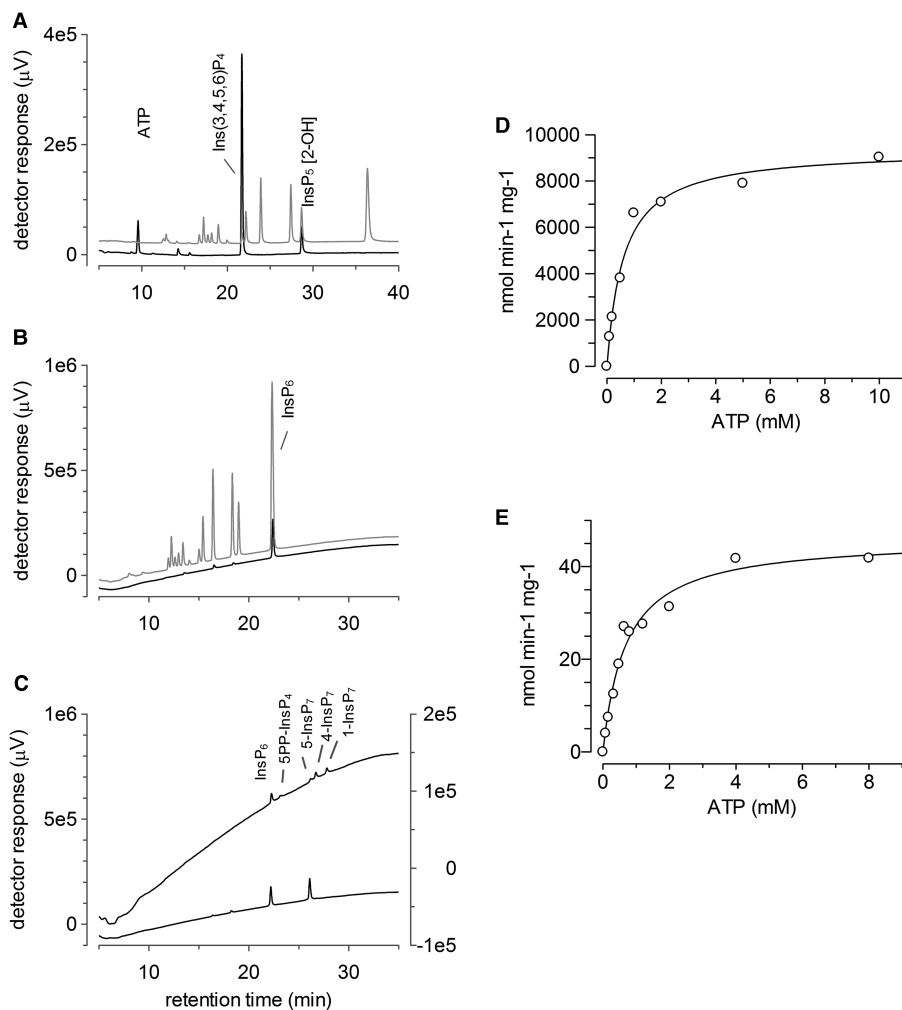 A
detector response (µV)
4e5
2e5
0
ATP
Ins(3,4,5,6)P4
InsP5 [2-OH]
10
20
30
40
B
detector response (µV)
1e6
5e5
0
InsP6
10
20
30
C
detector response (µV)
1e6
5e5
0
InsP6
5PP-InsP4
5-InsP7
4-InsP7
1-InsP7
2e5
1e5
0
-1e5
10
20
30
retention time (min)
D
nmol min-1 mg-1
10000
8000
6000
4000
2000
0
0
2
4
6
8
10
ATP (mM)
E
nmol min-1 mg-1
40
20
0
0
2
4
6
8
ATP (mM)